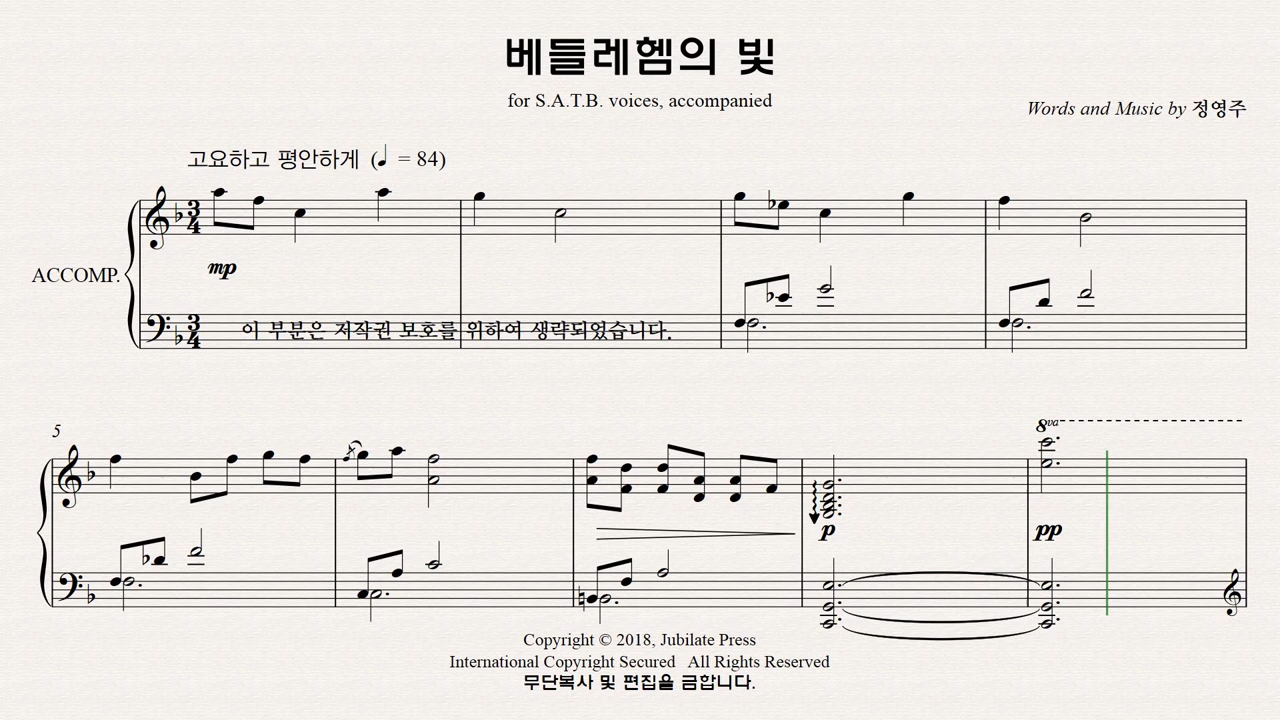 베들레헴의 빛
for S.A.T.B. voices, accompanied
Words and Music by 정영주
고요하고 평안하게 (♩ = 84)
mp
ACCOMP.
이 부분은 저작권 보호를 위하여 생략되었습니다.
5
8va
p
pp
Copyright © 2018, Jubilate Press
International Copyright Secured All Rights Reserved
무단복사 및 편집을 금합니다.